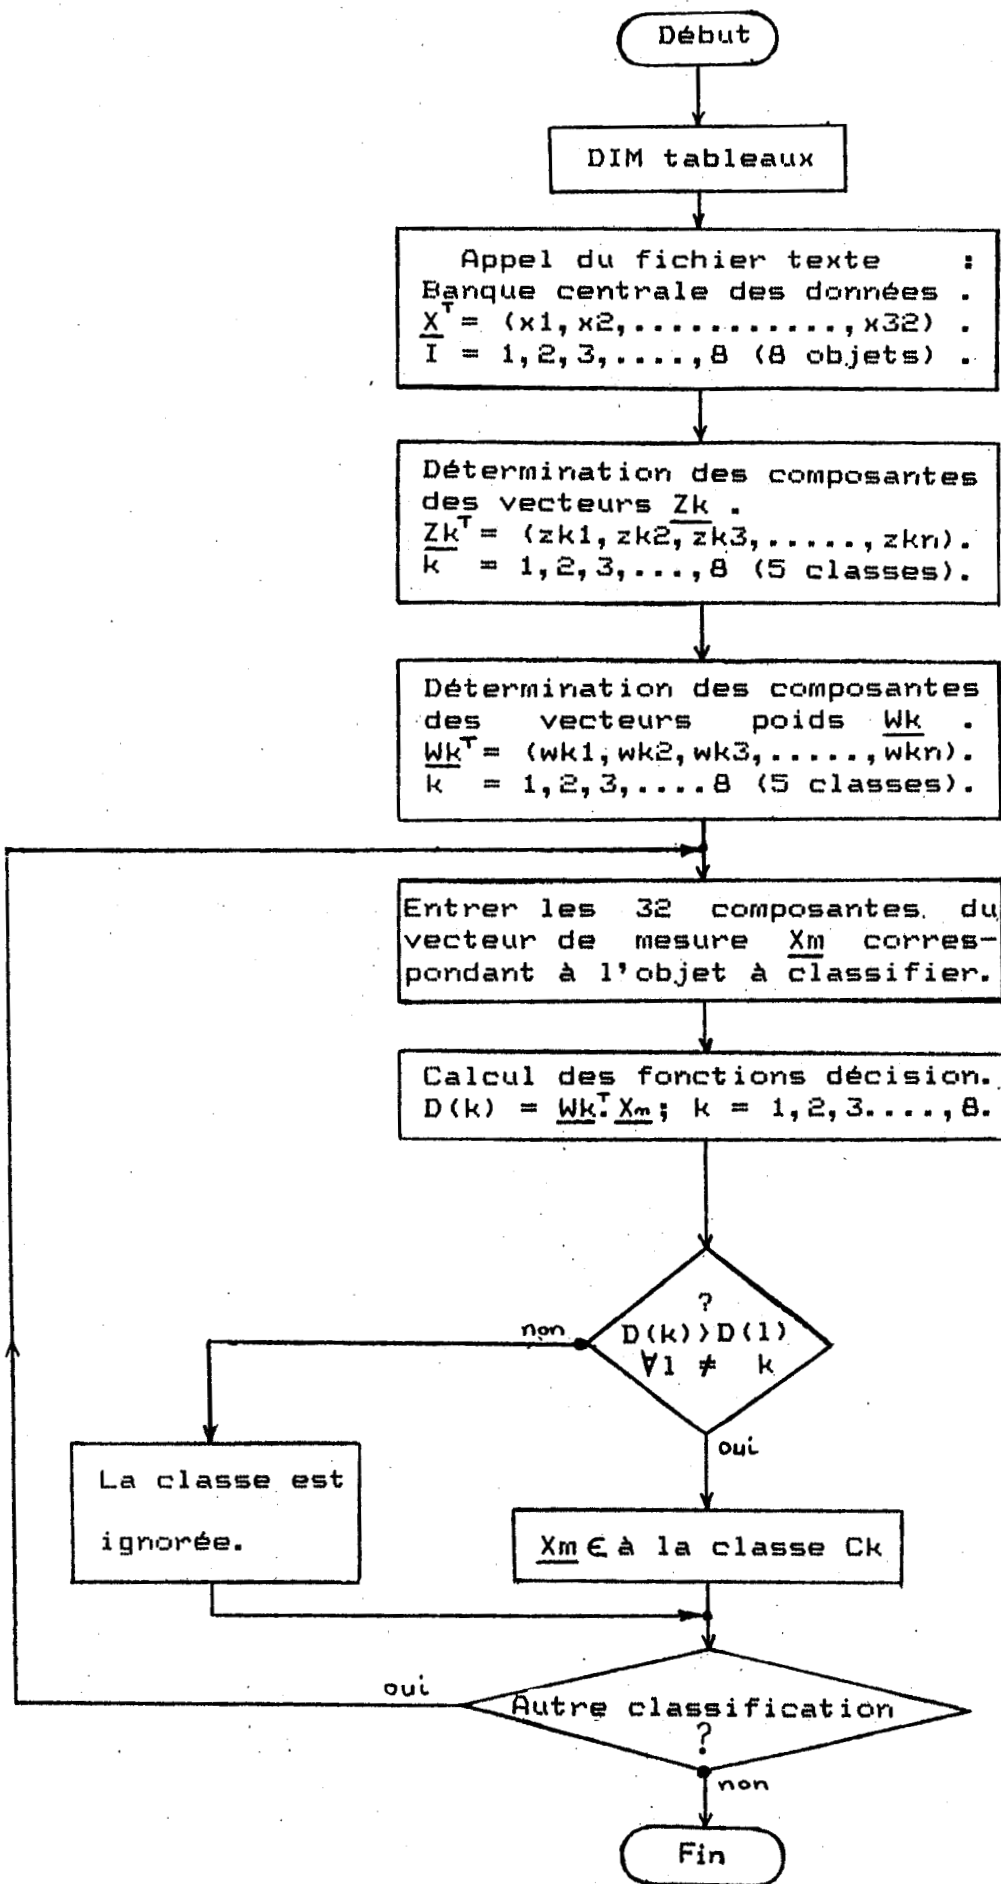 Début
DIM tableaux
Appel du fichier texte :
Banque centrale des données .
X^T = (x1,x2,...........,x32) .
I = 1,2,3,....,8 (8 objets) .
Détermination des composantes
des vecteurs Zk .
Zk^T = (zk1,zk2,zk3,......,zkn).
k = 1,2,3,...,8 (5 classes).
Détermination des composantes
des vecteurs poids Wk .
Wk^T = (wk1,wk2,wk3,......,wkn).
k = 1,2,3,....8 (5 classes).
Entrer les 32 composantes du
vecteur de mesure Xm corres-
pondant à l'objet à classifier.
Calcul des fonctions décision.
D(k) = Wk^T.Xm; k = 1,2,3....,8.
?
non D(k)>D(l)
∀l ≠ k
oui
La classe est
ignorée.
Xm ∈ à la classe Ck
oui
Autre classification
?
non
Fin